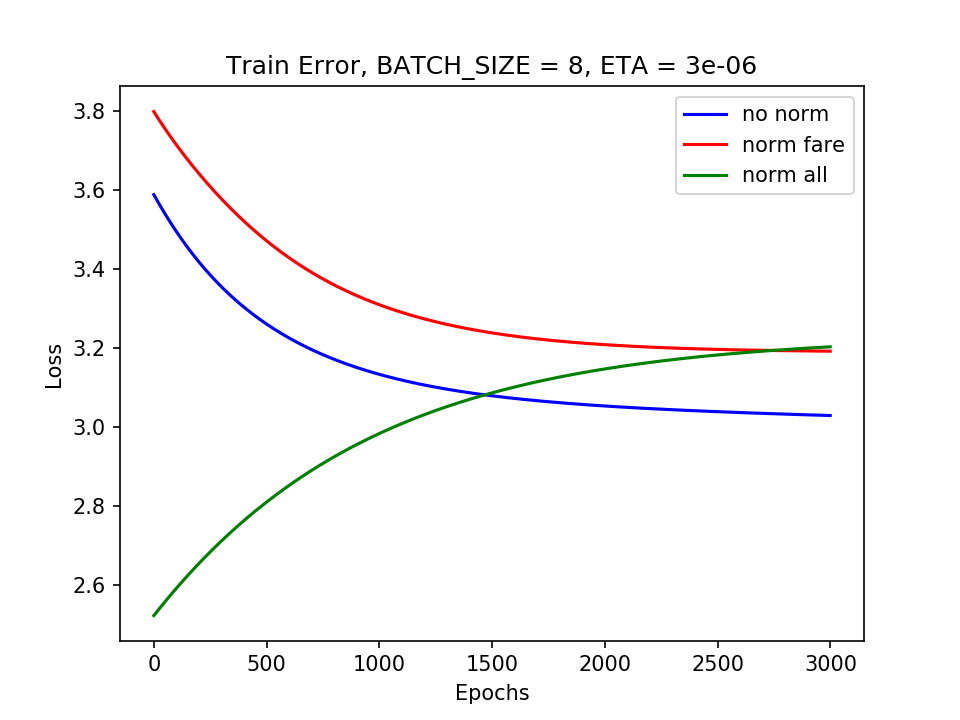 Train Error, BATCH_SIZE = 8, ETA = 3e-06
no norm
norm fare
norm all
3.8
3.6
3.4
3.2
3.0
2.8
2.6
Loss
0 500 1000 1500 2000 2500 3000
Epochs